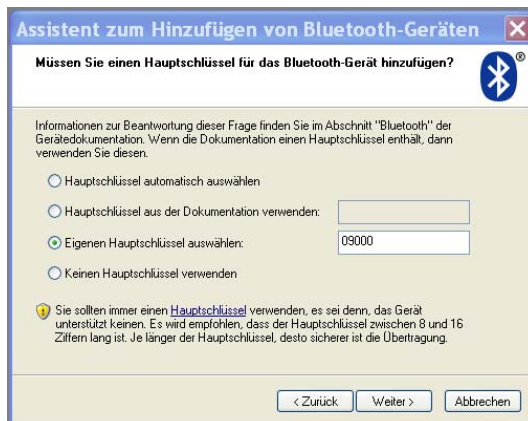 Assistent zum Hinzufügen von Bluetooth-Geräten
Müssen Sie einen Hauptschlüssel für das Bluetooth-Gerät hinzufügen?
®
Informationen zur Beantwortung dieser Frage finden Sie im Abschnitt "Bluetooth" der
Gerätedokumentation. Wenn die Dokumentation einen Hauptschlüssel enthält, dann
verwenden Sie diesen.
Hauptschlüssel automatisch auswählen
Hauptschlüssel aus der Dokumentation verwenden:
Eigenen Hauptschlüssel auswählen: 09000
Keinen Hauptschlüssel verwenden
Sie sollten immer einen Hauptschlüssel verwenden, es sei denn, das Gerät
unterstützt keinen. Es wird empfohlen, dass der Hauptschlüssel zwischen 8 und 16
Ziffern lang ist. Je länger der Hauptschlüssel, desto sicherer ist die Übertragung.
< Zurück Weiter > Abbrechen